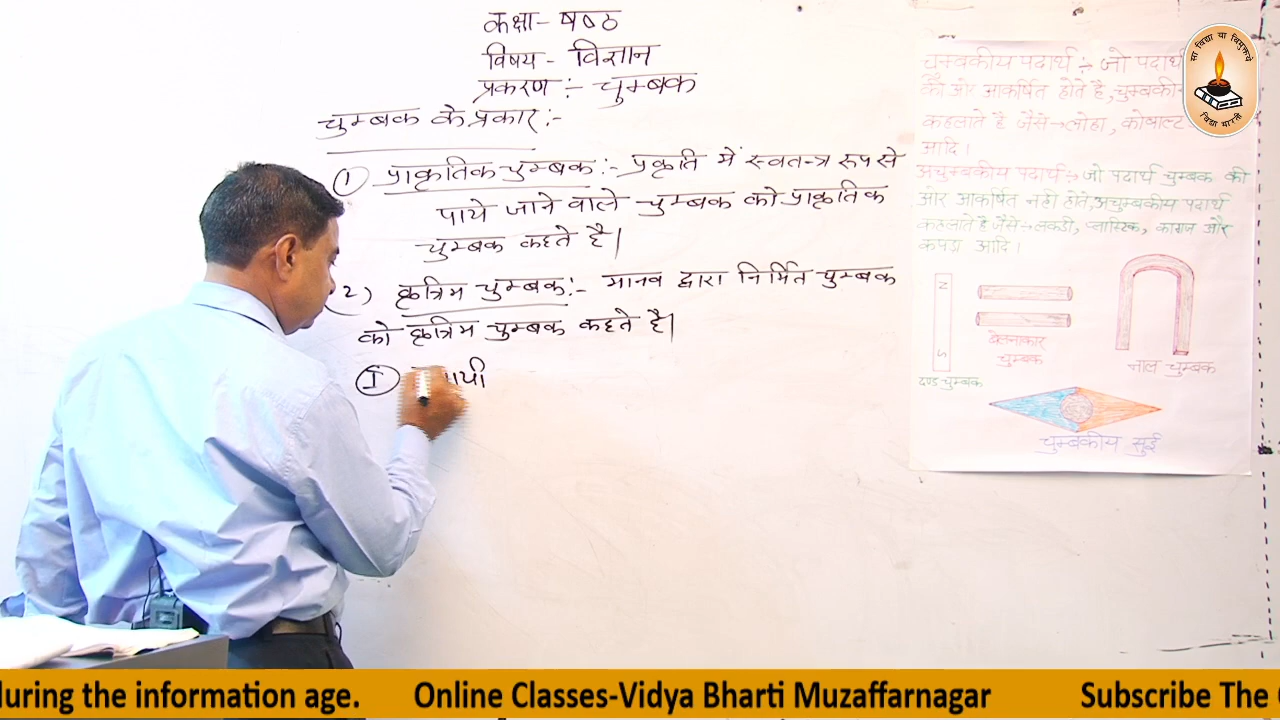 कक्षा - षष्ठ
विषय - विज्ञान
प्रकरण :- चुम्बक
चुम्बक के प्रकार :-
(1) प्राकृतिक चुम्बक :- प्रकृति में स्वतन्त्र रूप से
पाये जाने वाले चुम्बक को प्राकृतिक
चुम्बक कहते है।
2) कृत्रिम चुम्बक :- मानव द्वारा निर्मित चुम्बक
को कृत्रिम चुम्बक कहते है।
(I)
चुम्बकीय पदार्थ :- जो पदार्थ
की ओर आकर्षित होते है, चुम्बकी
कहलाते है जैसे → लोहा, कोबाल्ट
आदि।
अचुम्बकीय पदार्थ :- जो पदार्थ चुम्बक की
ओर आकर्षित नही होते, अचुम्बकीय पदार्थ
कहलाते है जैसे → लकडी, प्लास्टिक, कागज और
कपड़ा आदि।
N
S
दण्ड चुम्बक
बेलनाकार
चुम्बक
नाल चुम्बक
चुम्बकीय सुई
सा विद्या या विमुक्तये
विद्या भारती
during the information age. Online Classes-Vidya Bharti Muzaffarnagar Subscribe The